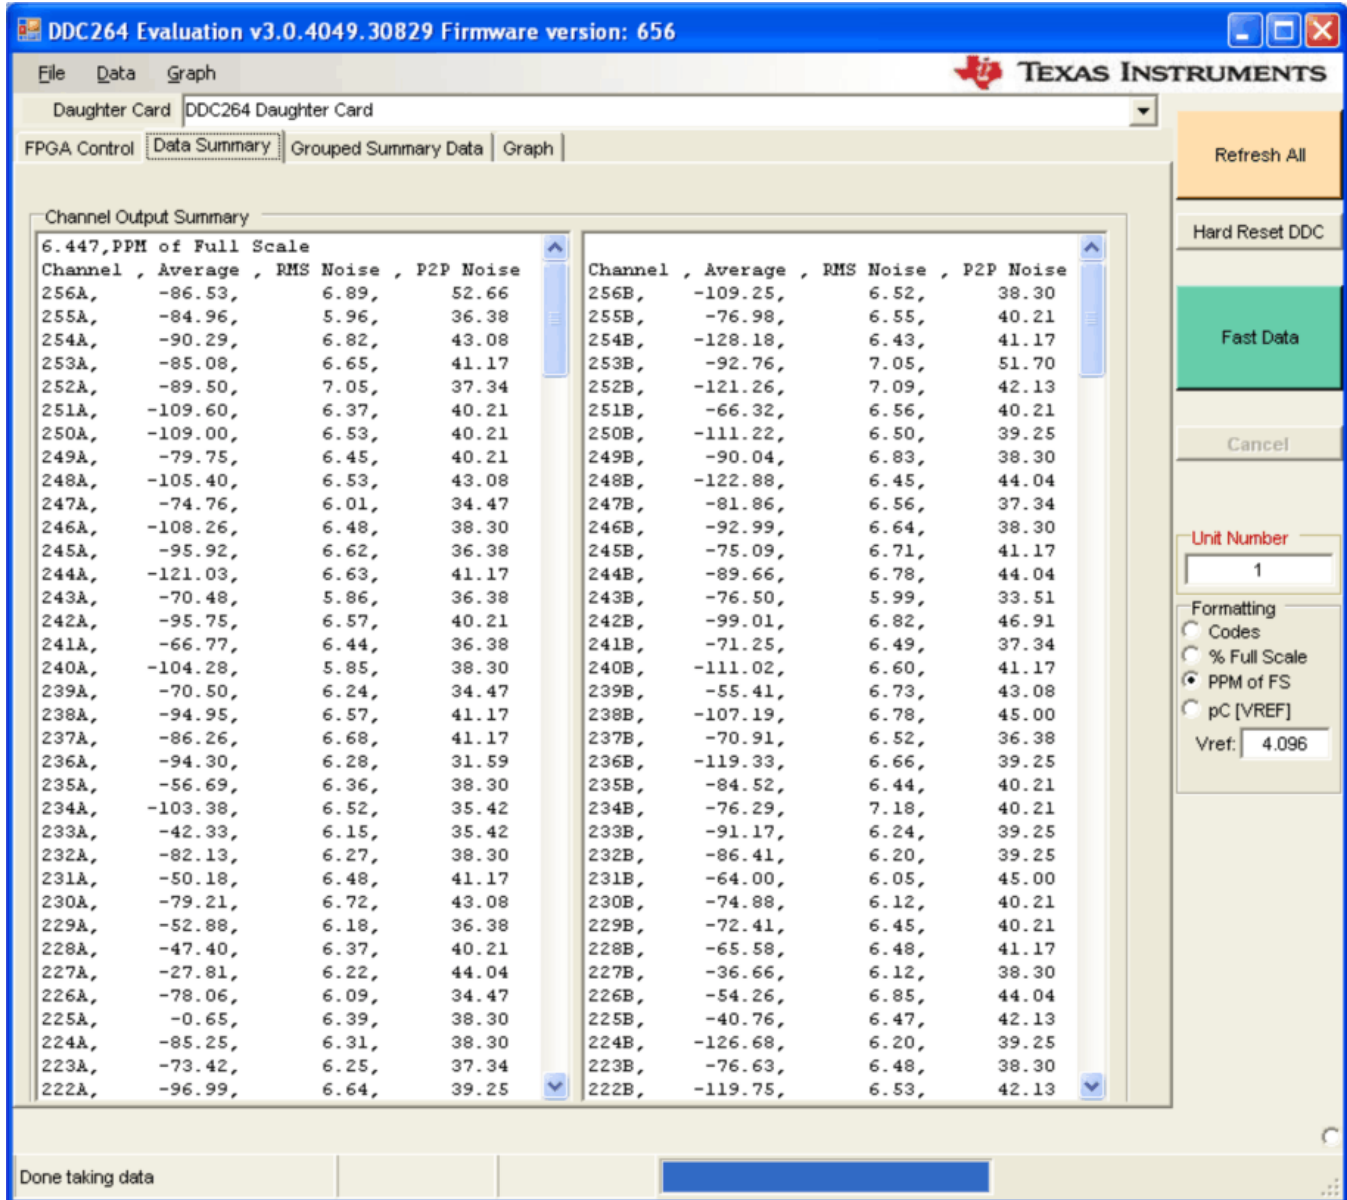 DDC264 Evaluation v3.0.4049.30829 Firmware version: 656
File Data Graph
TEXAS INSTRUMENTS
Daughter Card DDC264 Daughter Card
FPGA Control Data Summary Grouped Summary Data Graph
Refresh All
Hard Reset DDC
Fast Data
Cancel
Unit Number
1
Formatting
Codes
% Full Scale
PPM of FS
pC [VREF]
Vref: 4.096
Channel Output Summary
6.447,PPM of Full Scale
Channel , Average , RMS Noise , P2P Noise
256A, -86.53, 6.89, 52.66
255A, -84.96, 5.96, 36.38
254A, -90.29, 6.82, 43.08
253A, -85.08, 6.65, 41.17
252A, -89.50, 7.05, 37.34
251A, -109.60, 6.37, 40.21
250A, -109.00, 6.53, 40.21
249A, -79.75, 6.45, 40.21
248A, -105.40, 6.53, 43.08
247A, -74.76, 6.01, 34.47
246A, -108.26, 6.48, 38.30
245A, -95.92, 6.62, 36.38
244A, -121.03, 6.63, 41.17
243A, -70.48, 5.86, 36.38
242A, -95.75, 6.57, 40.21
241A, -66.77, 6.44, 36.38
240A, -104.28, 5.85, 38.30
239A, -70.50, 6.24, 34.47
238A, -94.95, 6.57, 41.17
237A, -86.26, 6.68, 41.17
236A, -94.30, 6.28, 31.59
235A, -56.69, 6.36, 38.30
234A, -103.38, 6.52, 35.42
233A, -42.33, 6.15, 35.42
232A, -82.13, 6.27, 38.30
231A, -50.18, 6.48, 41.17
230A, -79.21, 6.72, 43.08
229A, -52.88, 6.18, 36.38
228A, -47.40, 6.37, 40.21
227A, -27.81, 6.22, 44.04
226A, -78.06, 6.09, 34.47
225A, -0.65, 6.39, 38.30
224A, -85.25, 6.31, 38.30
223A, -73.42, 6.25, 37.34
222A, -96.99, 6.64, 39.25
Channel , Average , RMS Noise , P2P Noise
256B, -109.25, 6.52, 38.30
255B, -76.98, 6.55, 40.21
254B, -128.18, 6.43, 41.17
253B, -92.76, 7.05, 51.70
252B, -121.26, 7.09, 42.13
251B, -66.32, 6.56, 40.21
250B, -111.22, 6.50, 39.25
249B, -90.04, 6.83, 38.30
248B, -122.88, 6.45, 44.04
247B, -81.86, 6.56, 37.34
246B, -92.99, 6.64, 38.30
245B, -75.09, 6.71, 41.17
244B, -89.66, 6.78, 44.04
243B, -76.50, 5.99, 33.51
242B, -99.01, 6.82, 46.91
241B, -71.25, 6.49, 37.34
240B, -111.02, 6.60, 41.17
239B, -55.41, 6.73, 43.08
238B, -107.19, 6.78, 45.00
237B, -70.91, 6.52, 36.38
236B, -119.33, 6.66, 39.25
235B, -84.52, 6.44, 40.21
234B, -76.29, 7.18, 40.21
233B, -91.17, 6.24, 39.25
232B, -86.41, 6.20, 39.25
231B, -64.00, 6.05, 45.00
230B, -74.88, 6.12, 40.21
229B, -72.41, 6.45, 40.21
228B, -65.58, 6.48, 41.17
227B, -36.66, 6.12, 38.30
226B, -54.26, 6.85, 44.04
225B, -40.76, 6.47, 42.13
224B, -126.68, 6.20, 39.25
223B, -76.63, 6.48, 38.30
222B, -119.75, 6.53, 42.13
Done taking data